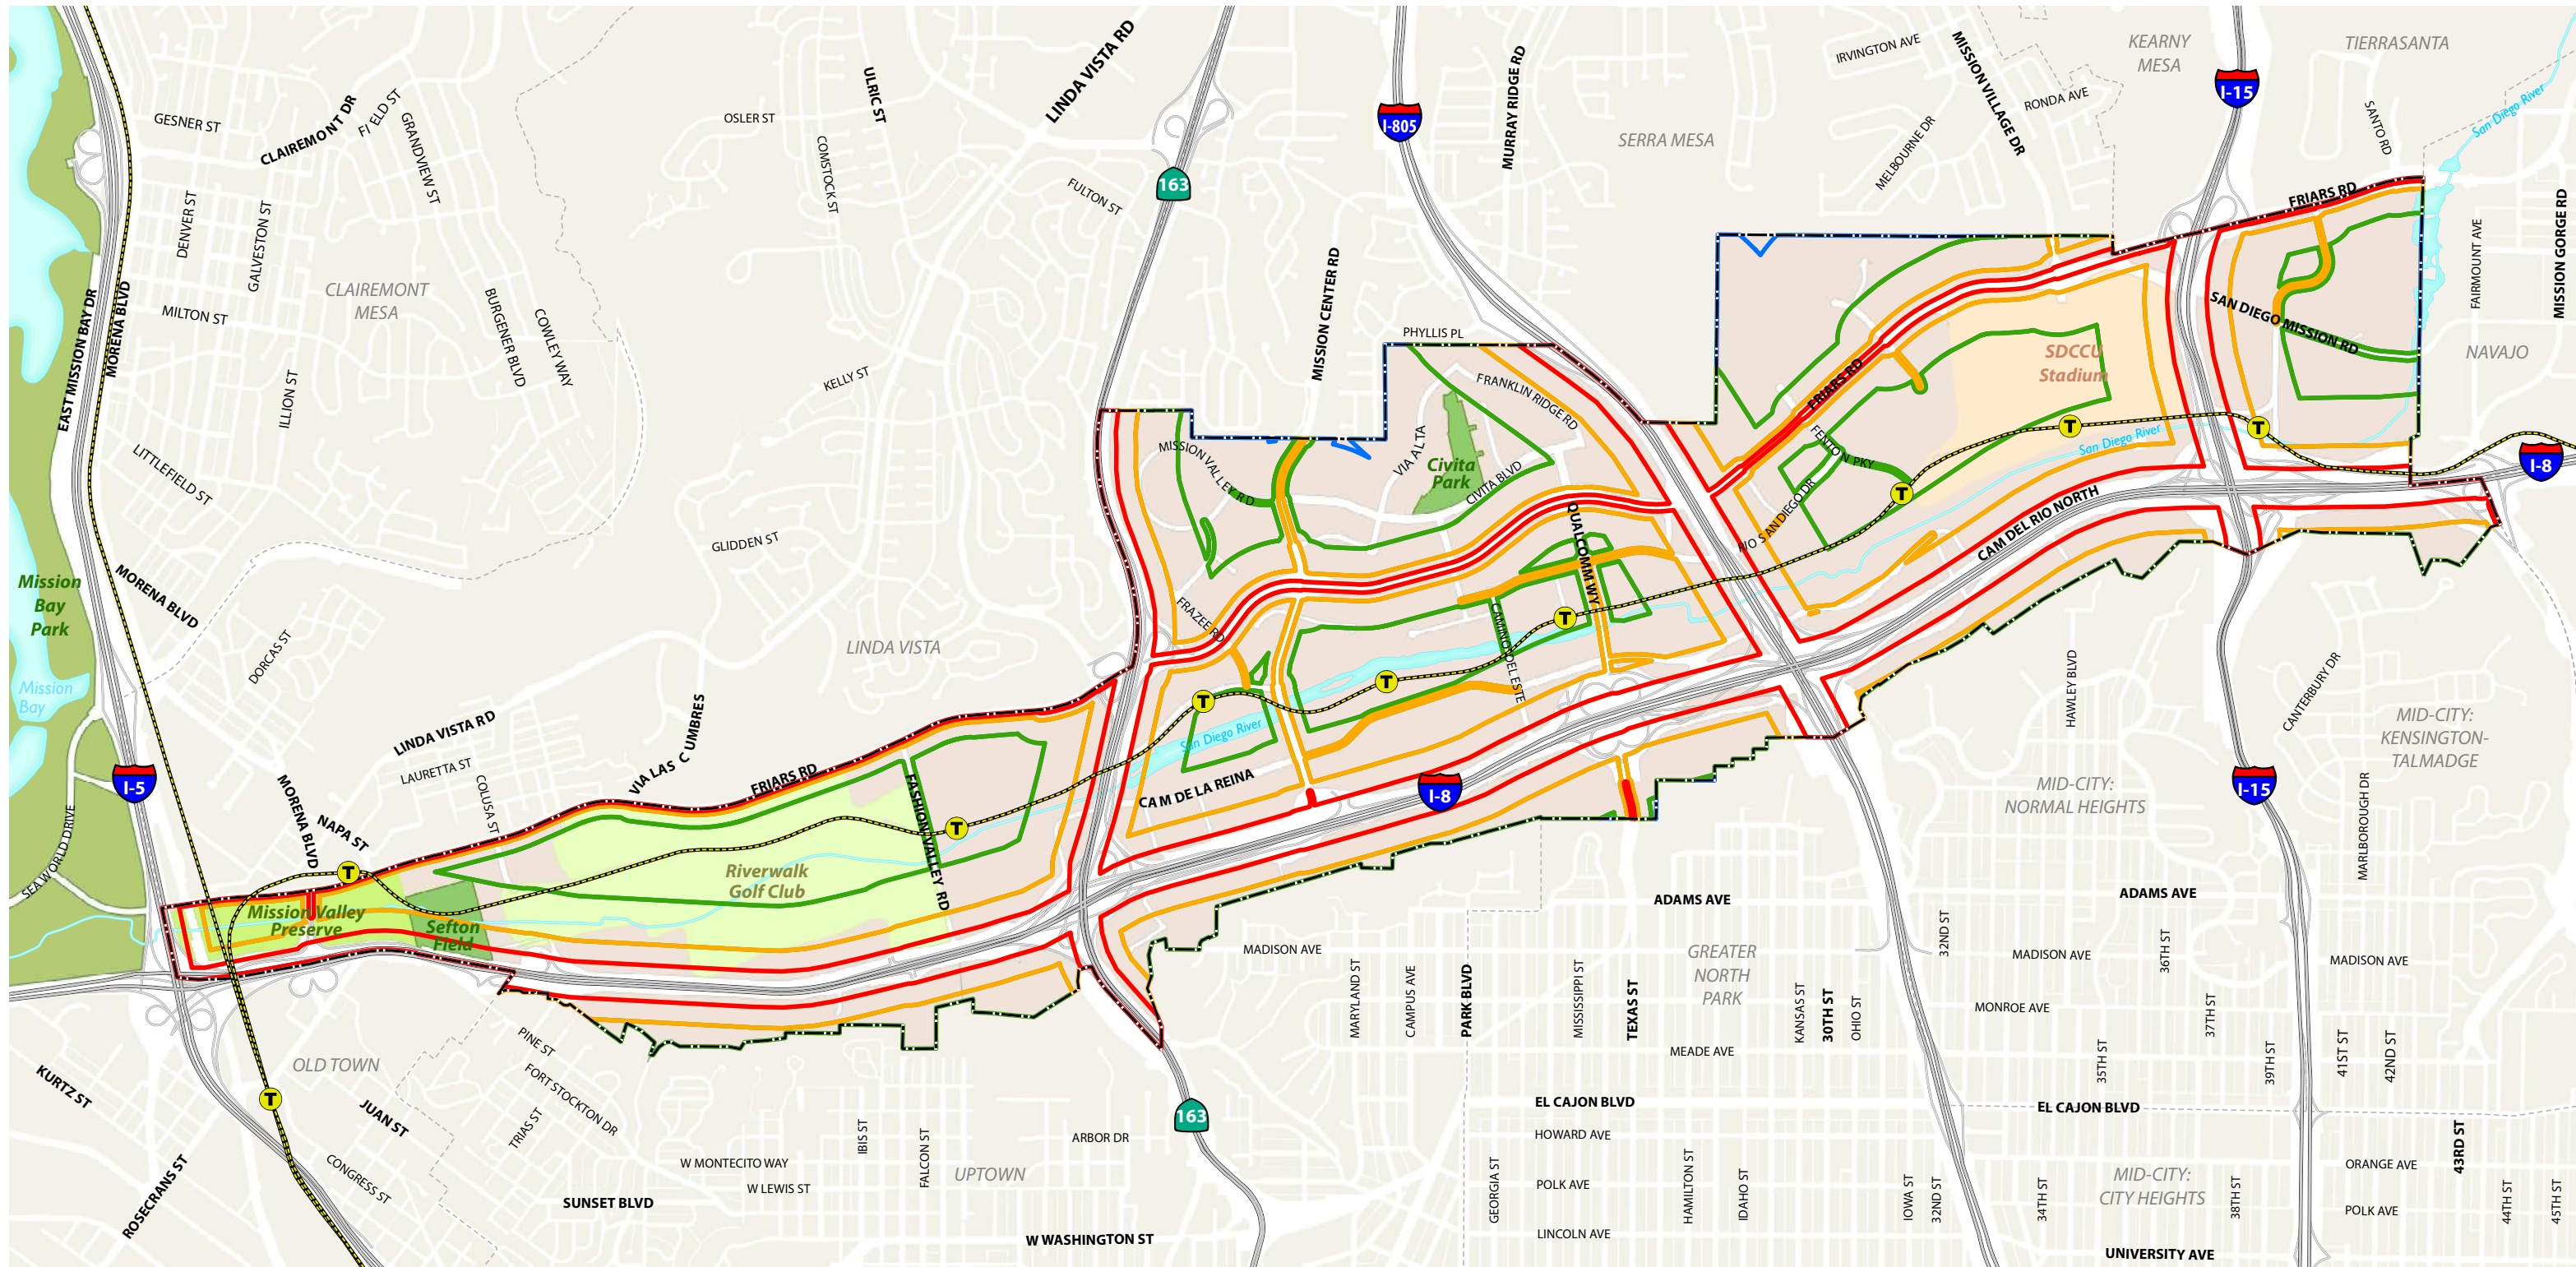 LINDA VISTA RD
ULRIC ST
OSLER ST
COMSTOCK ST
FULTON ST
163
I-805
MURRAY RIDGE RD
SERRA MESA
IRVINGTON AVE
MISSION VILLAGE DR
RONDA AVE
MELBOURNE DR
KEARNY
MESA
I-15
TIERRASANTA
SANTO RD
San Diego River
FRIARS RD
FAIRMOUNT AVE
MISSION GORGE RD
NAVAJO
GESNER ST
CLAIREMONT DR
FIELD ST
GRANDVIEW ST
DENVER ST
GALVESTON ST
CLAIREMONT
MESA
MILTON ST
BURGENER BLVD
COWLEY WAY
EAST MISSION BAY DR
MORENA BLVD
ILLION ST
KELLY ST
LITTLEFIELD ST
GLIDDEN ST
MISSION CENTER RD
PHYLLIS PL
FRANKLIN RIDGE RD
MISSION VALLEY RD
VIA ALTA
Civita
Park
CIVITA BLVD
QUALCOMM WY
FRAZEE RD
CAMINO DEL ESTE
SDCCU
Stadium
SAN DIEGO MISSION RD
FRIARS RD
FENTON PKY
RIO SAN DIEGO DR
San Diego River
CAM DEL RIO NORTH
T
T
T
T
T
T
T
T
T
T
I-8
Mission
Bay
Park
Mission
Bay
MORENA BLVD
DORCAS ST
LINDA VISTA
LINDA VISTA RD
LAURETTA ST
COLUSA ST
VIA LAS CUMBRES
FRIARS RD
FASHION VALLEY RD
San Diego River
CAM DE LA REINA
I-8
I-5
SEA WORLD DRIVE
MORENA BLVD
NAPA ST
Mission Valley
Preserve
Sefton
Field
Riverwalk
Golf Club
HAWLEY BLVD
CANTERBURY DR
MID-CITY:
KENSINGTON-
TALMADGE
MID-CITY:
NORMAL HEIGHTS
I-15
MARLBOROUGH DR
ADAMS AVE
ADAMS AVE
MADISON AVE
MARYLAND ST
CAMPUS AVE
PARK BLVD
MISSISSIPPI ST
TEXAS ST
GREATER
NORTH
PARK
KANSAS ST
30TH ST
OHIO ST
32ND ST
MADISON AVE
36TH ST
MADISON AVE
MONROE AVE
37TH ST
35TH ST
39TH ST
41ST ST
42ND ST
MEADE AVE
OLD TOWN
PINE ST
FORT STOCKTON DR
TRIAS ST
KURTZ ST
JUAN ST
CONGRESS ST
ROSECRANS ST
IBIS ST
FALCON ST
ARBOR DR
163
W MONTECITO WAY
W LEWIS ST
UPTOWN
SUNSET BLVD
W WASHINGTON ST
EL CAJON BLVD
EL CAJON BLVD
HOWARD AVE
GEORGIA ST
POLK AVE
HAMILTON ST
IDAHO ST
LINCOLN AVE
IOWA ST
32ND ST
34TH ST
MID-CITY:
CITY HEIGHTS
38TH ST
ORANGE AVE
43RD ST
POLK AVE
44TH ST
45TH ST
UNIVERSITY AVE